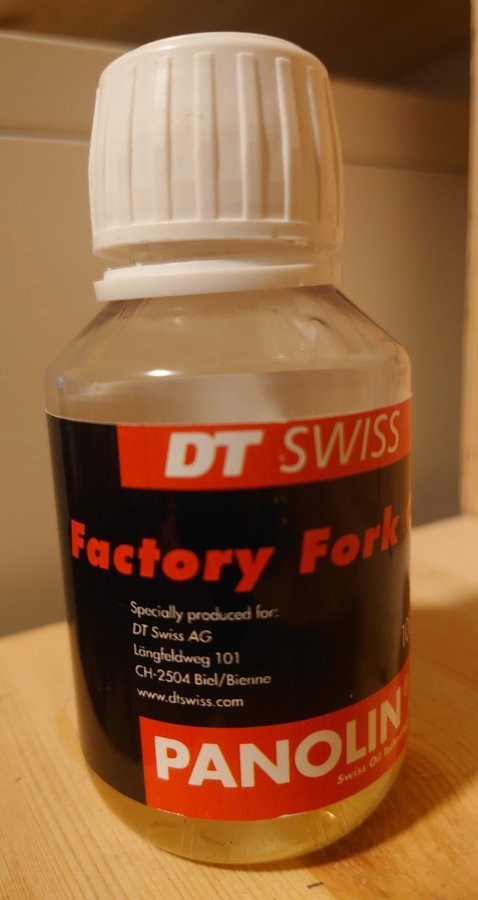 DT SWISS
Factory Fork
Specially produced for:
DT Swiss AG
Längfeldweg 101
CH-2504 Biel/Bienne
www.dtswiss.com
PANOLIN
Swiss Oil